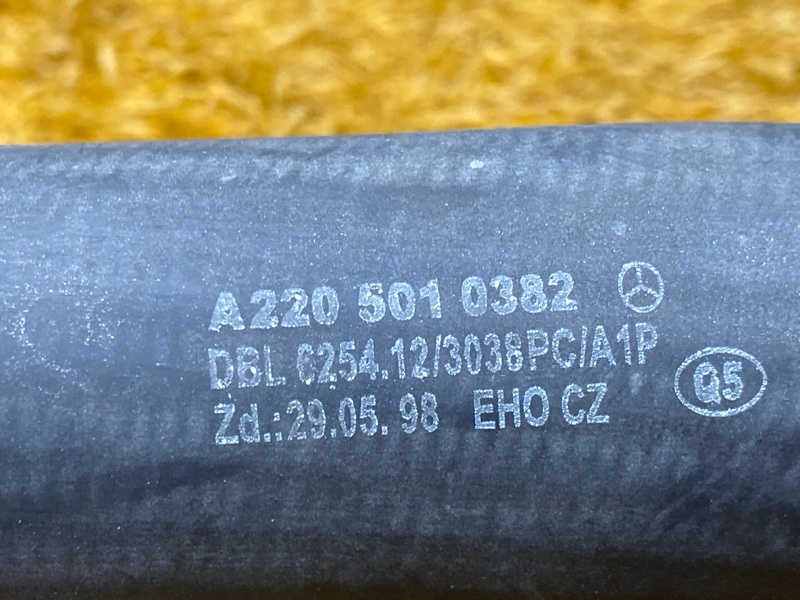 A220 501 0382
DBL 6254.12/3038PC/A1P
Zd.:29.05.98 EHO CZ
Q5